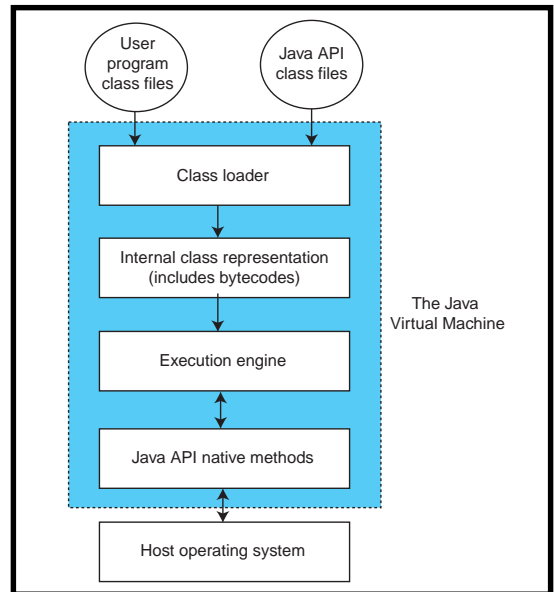 User
program
class files
Java API
class files
Class loader
Internal class representation
(includes bytecodes)
The Java
Virtual Machine
Execution engine
Java API native methods
Host operating system